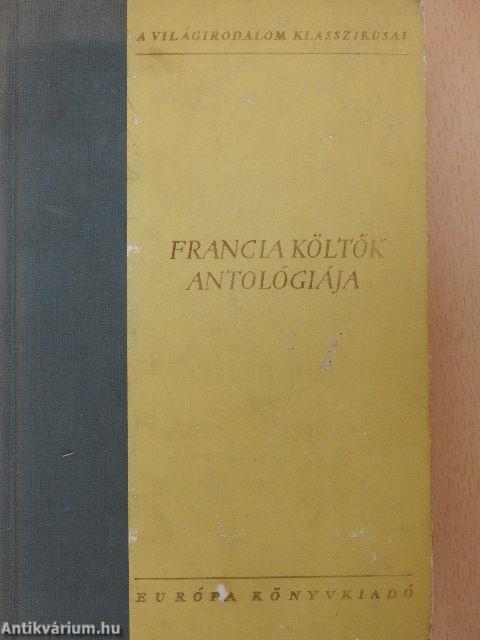 A VILÁGIRODALOM KLASSZIKUSAI
FRANCIA KÖLTŐK
ANTOLÓGIÁJA
EURÓPA KÖNYVKIADÓ
Antikvárium.hu